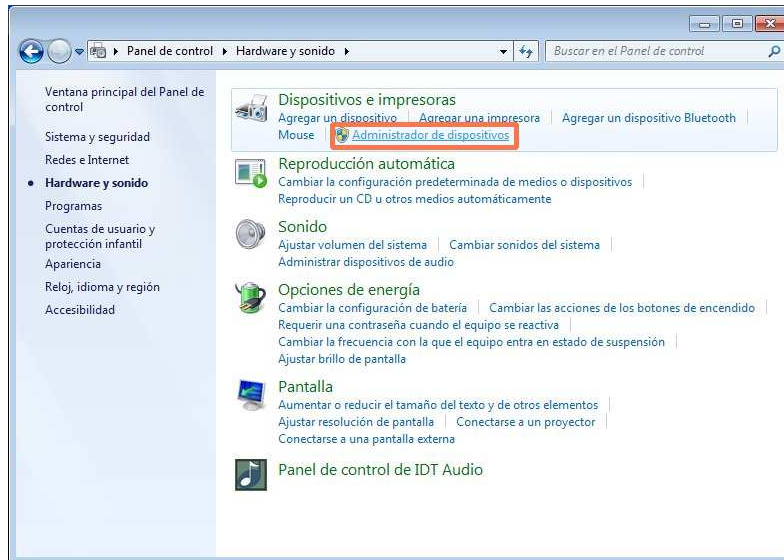 Panel de control Hardware y sonido Buscar en el Panel de control
Ventana principal del Panel de
control
Sistema y seguridad
Redes e Internet
Hardware y sonido
Programas
Cuentas de usuario y
protección infantil
Apariencia
Reloj, idioma y región
Accesibilidad
Dispositivos e impresoras
Agregar un dispositivo Agregar una impresora Agregar un dispositivo Bluetooth
Mouse Administrador de dispositivos
Reproducción automática
Cambiar la configuración predeterminada de medios o dispositivos
Reproducir un CD u otros medios automáticamente
Sonido
Ajustar volumen del sistema Cambiar sonidos del sistema
Administrar dispositivos de audio
Opciones de energía
Cambiar la configuración de batería Cambiar las acciones de los botones de encendido
Requerir una contraseña cuando el equipo se reactiva
Cambiar la frecuencia con la que el equipo entra en estado de suspensión
Ajustar brillo de pantalla
Pantalla
Aumentar o reducir el tamaño del texto y de otros elementos
Ajustar resolución de pantalla Conectarse a un proyector
Conectarse a una pantalla externa
Panel de control de IDT Audio